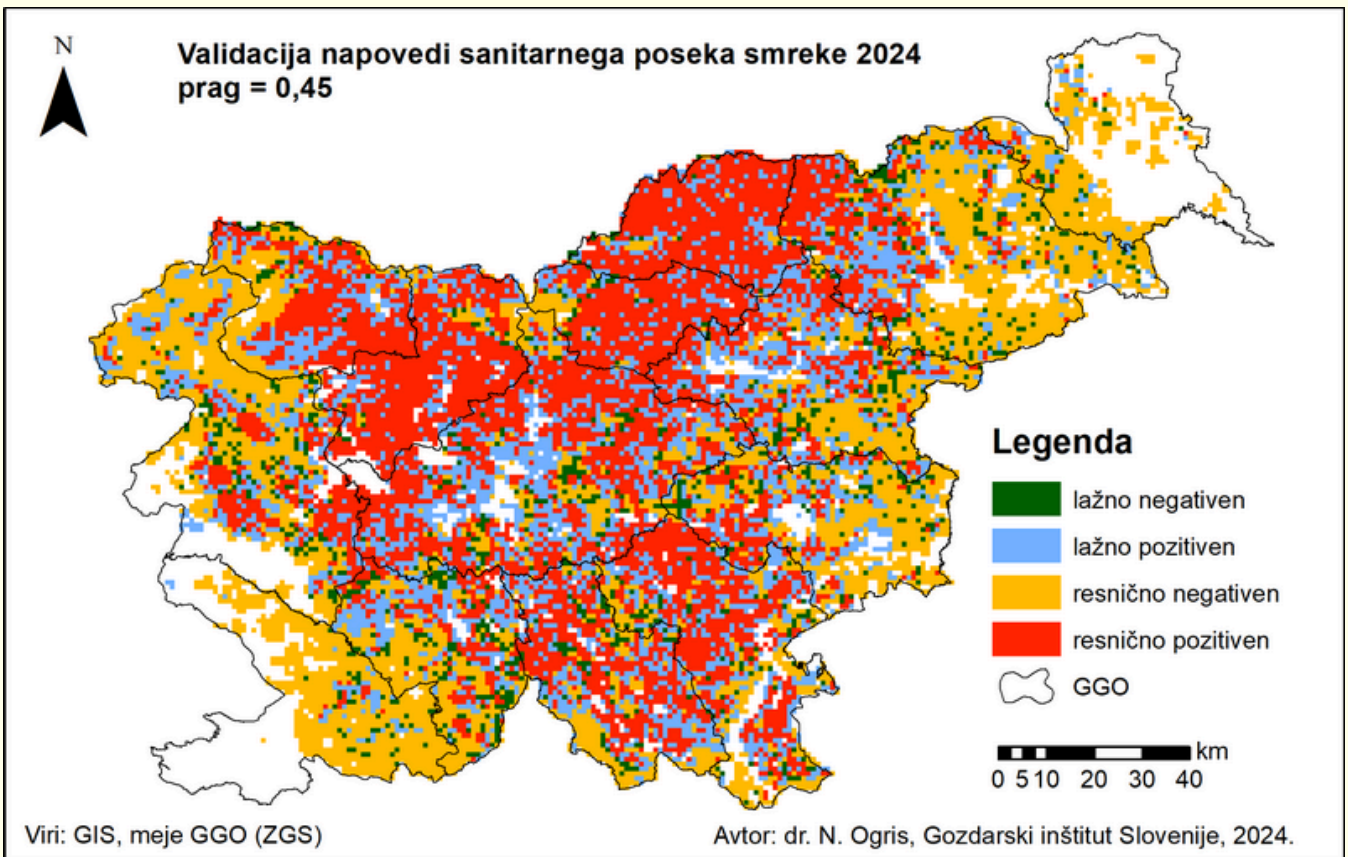 N
Validacija napovedi sanitarnega poseka smreke 2024
prag = 0,45
Legenda
lažno negativen
lažno pozitiven
resnično negativen
resnično pozitiven
GGO
km
0 5 10 20 30 40
Viri: GIS, meje GGO (ZGS)
Avtor: dr. N. Ogris, Gozdarski inštitut Slovenije, 2024.